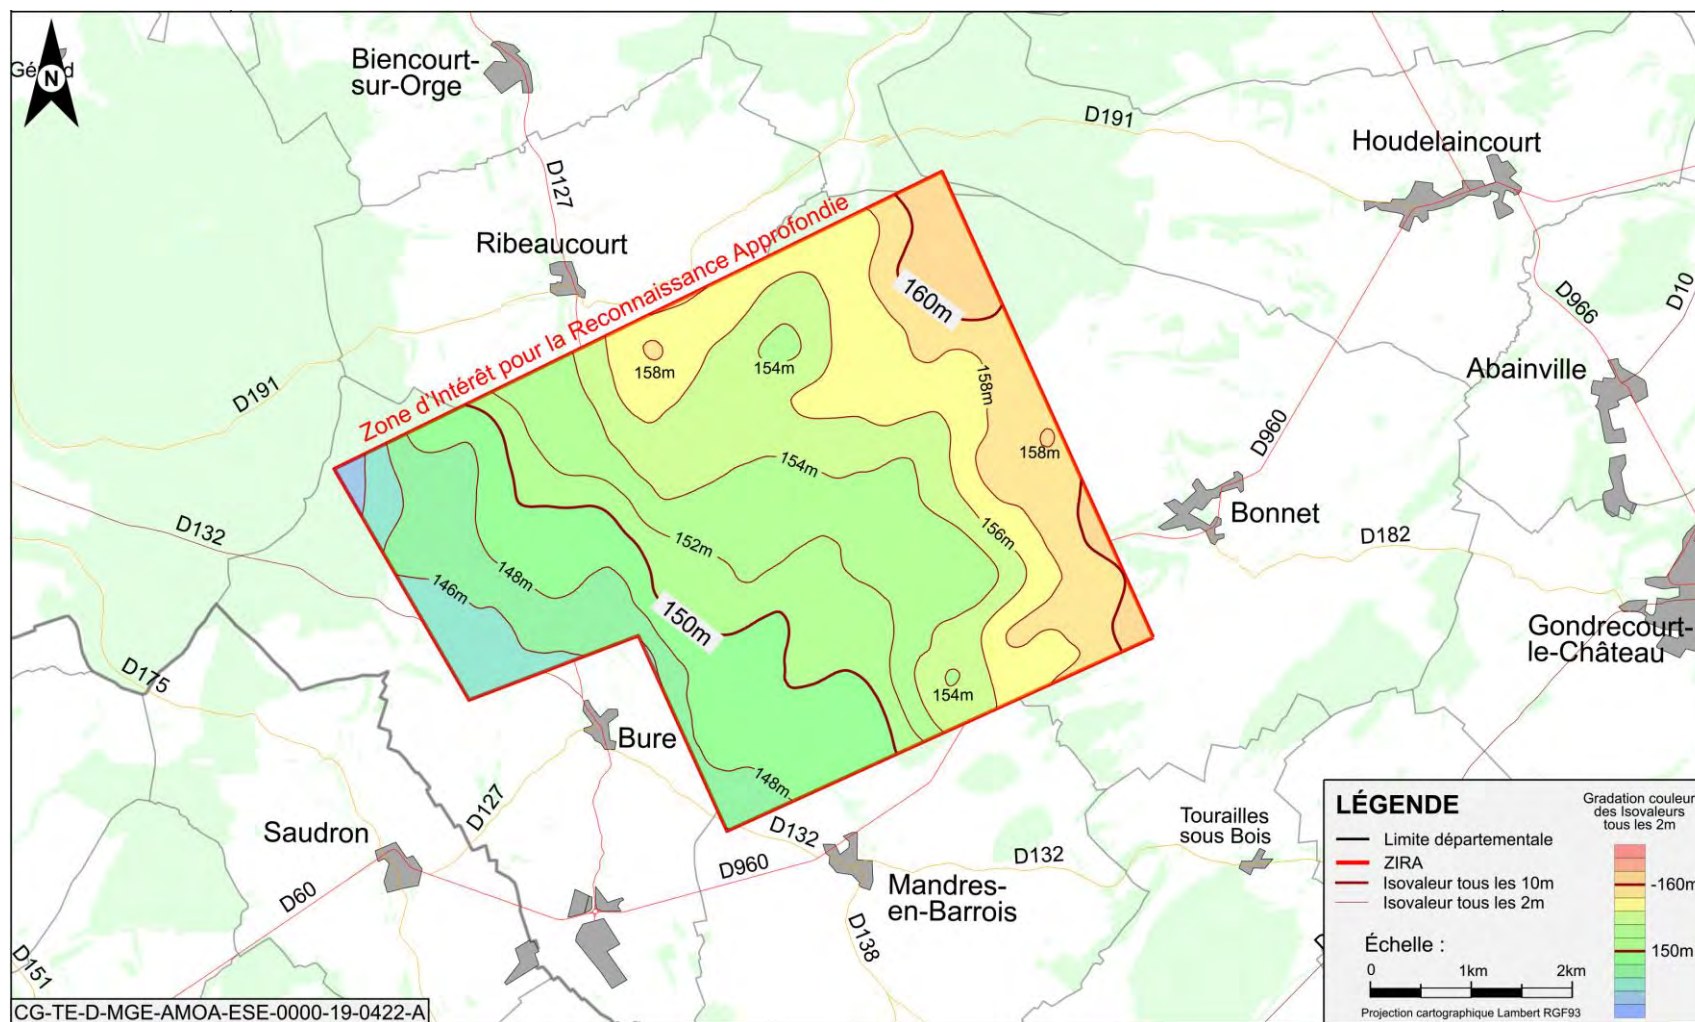 Biencourt-
sur-Orge
N
D191
Houdelaincourt
D127
Ribeaucourt
Zone d'Intérêt pour la Reconnaissance Approfondie
160m
D10
D966
158m
154m
158m
Abainville
D191
D960
158m
154m
Bonnet
D132
156m
152m
D182
148m
146m
150m
Gondrecourt-
le-Château
D175
154m
Bure
148m
D127
Saudron
D132
D960
D132
Tourailles
sous Bois
D60
Mandres-
en-Barrois
D138
D151
LÉGENDE
Limite départementale
ZIRA
Isovaleur tous les 10m
Isovaleur tous les 2m
Échelle :
0 1km 2km
Projection cartographique Lambert RGF93
Gradation couleur
des Isovaleurs
tous les 2m
-160m
150m
CG-TE-D-MGE-AMOA-ESE-0000-19-0422-A